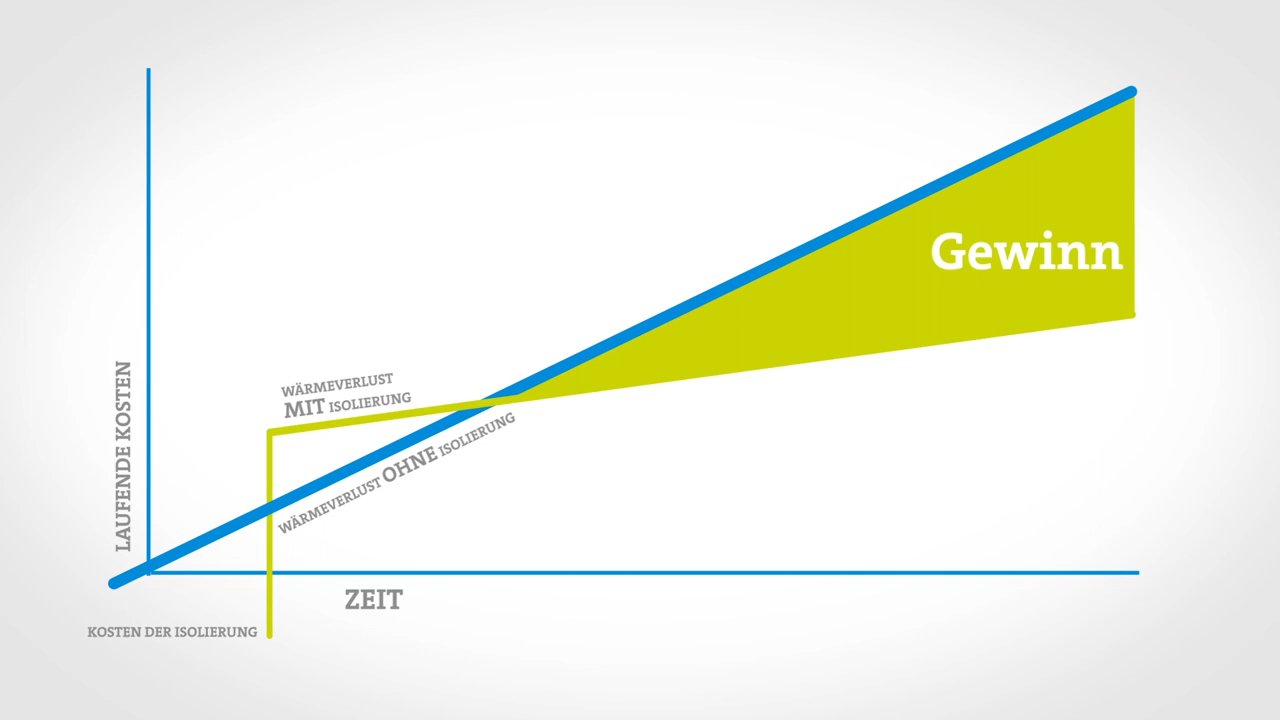 Gewinn
WÄRMEVERLUST
MIT ISOLIERUNG
WÄRMEVERLUST OHNE ISOLIERUNG
LAUFENDE KOSTEN
ZEIT
KOSTEN DER ISOLIERUNG